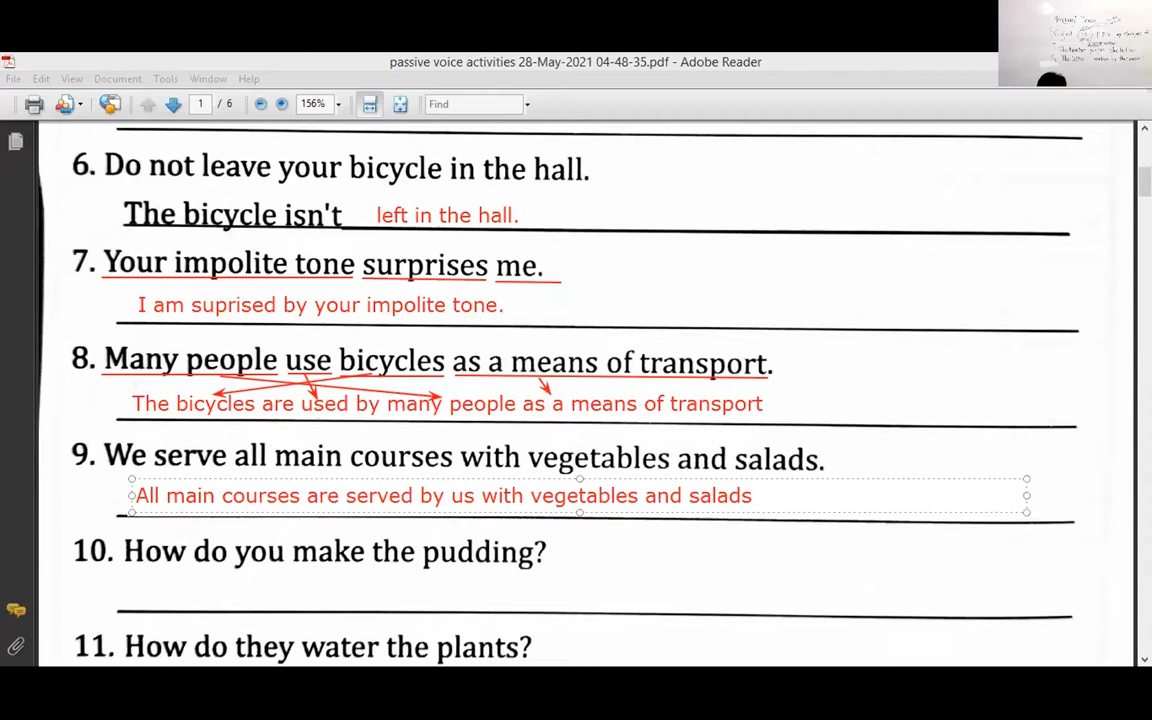 passive voice activities 28-May-2021 04-48-35.pdf - Adobe Reader
File Edit View Document Tools Window Help
1 / 6 156% Find
6. Do not leave your bicycle in the hall.
The bicycle isn't left in the hall.
7. Your impolite tone surprises me.
I am suprised by your impolite tone.
8. Many people use bicycles as a means of transport.
The bicycles are used by many people as a means of transport
9. We serve all main courses with vegetables and salads.
All main courses are served by us with vegetables and salads
10. How do you make the pudding?
11. How do they water the plants?